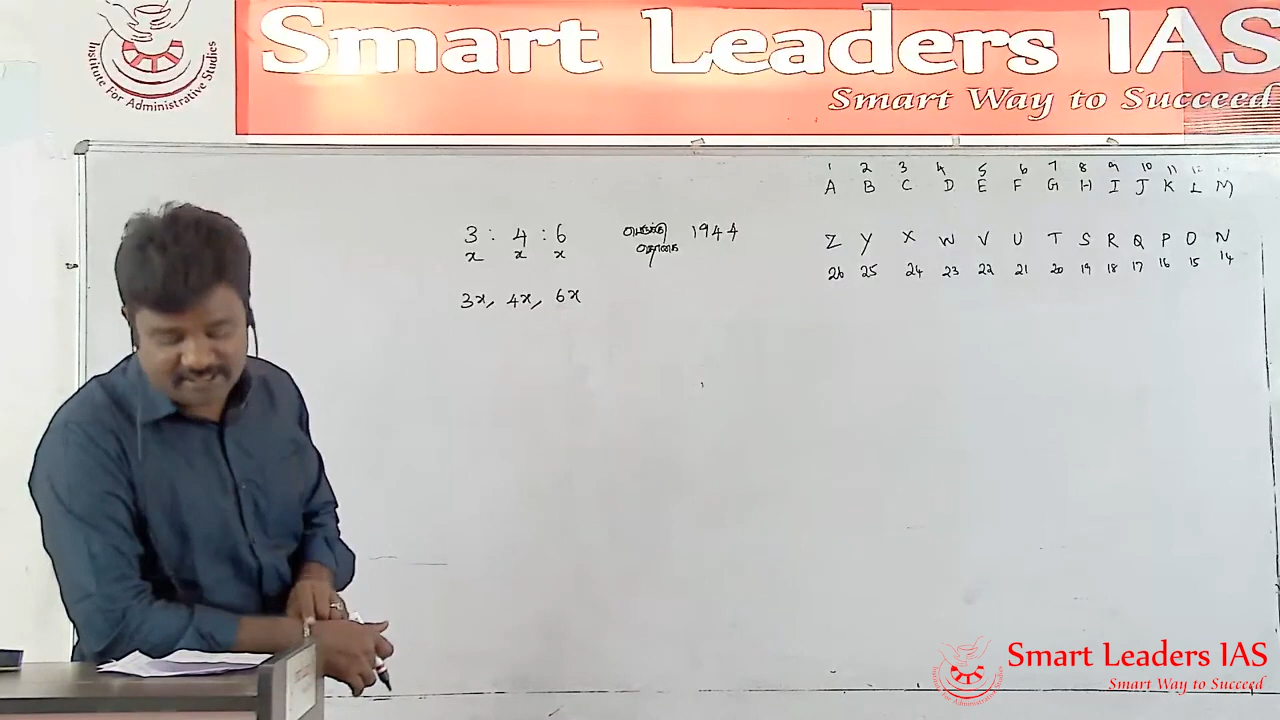 Smart Leaders IAS
Smart Way to Succeed
Institute For Administrative Studies
1 2 3 4 5 6 7 8 9 10 11 12
A B C D E F G H I J K L M
3 : 4 : 6
x x x
பெருக்கு
தொகை
1944
Z Y X W V U T S R Q P O N
26 25 24 23 22 21 20 19 18 17 16 15 14
3x, 4x, 6x
Smart Leaders IAS
Smart Way to Succeed